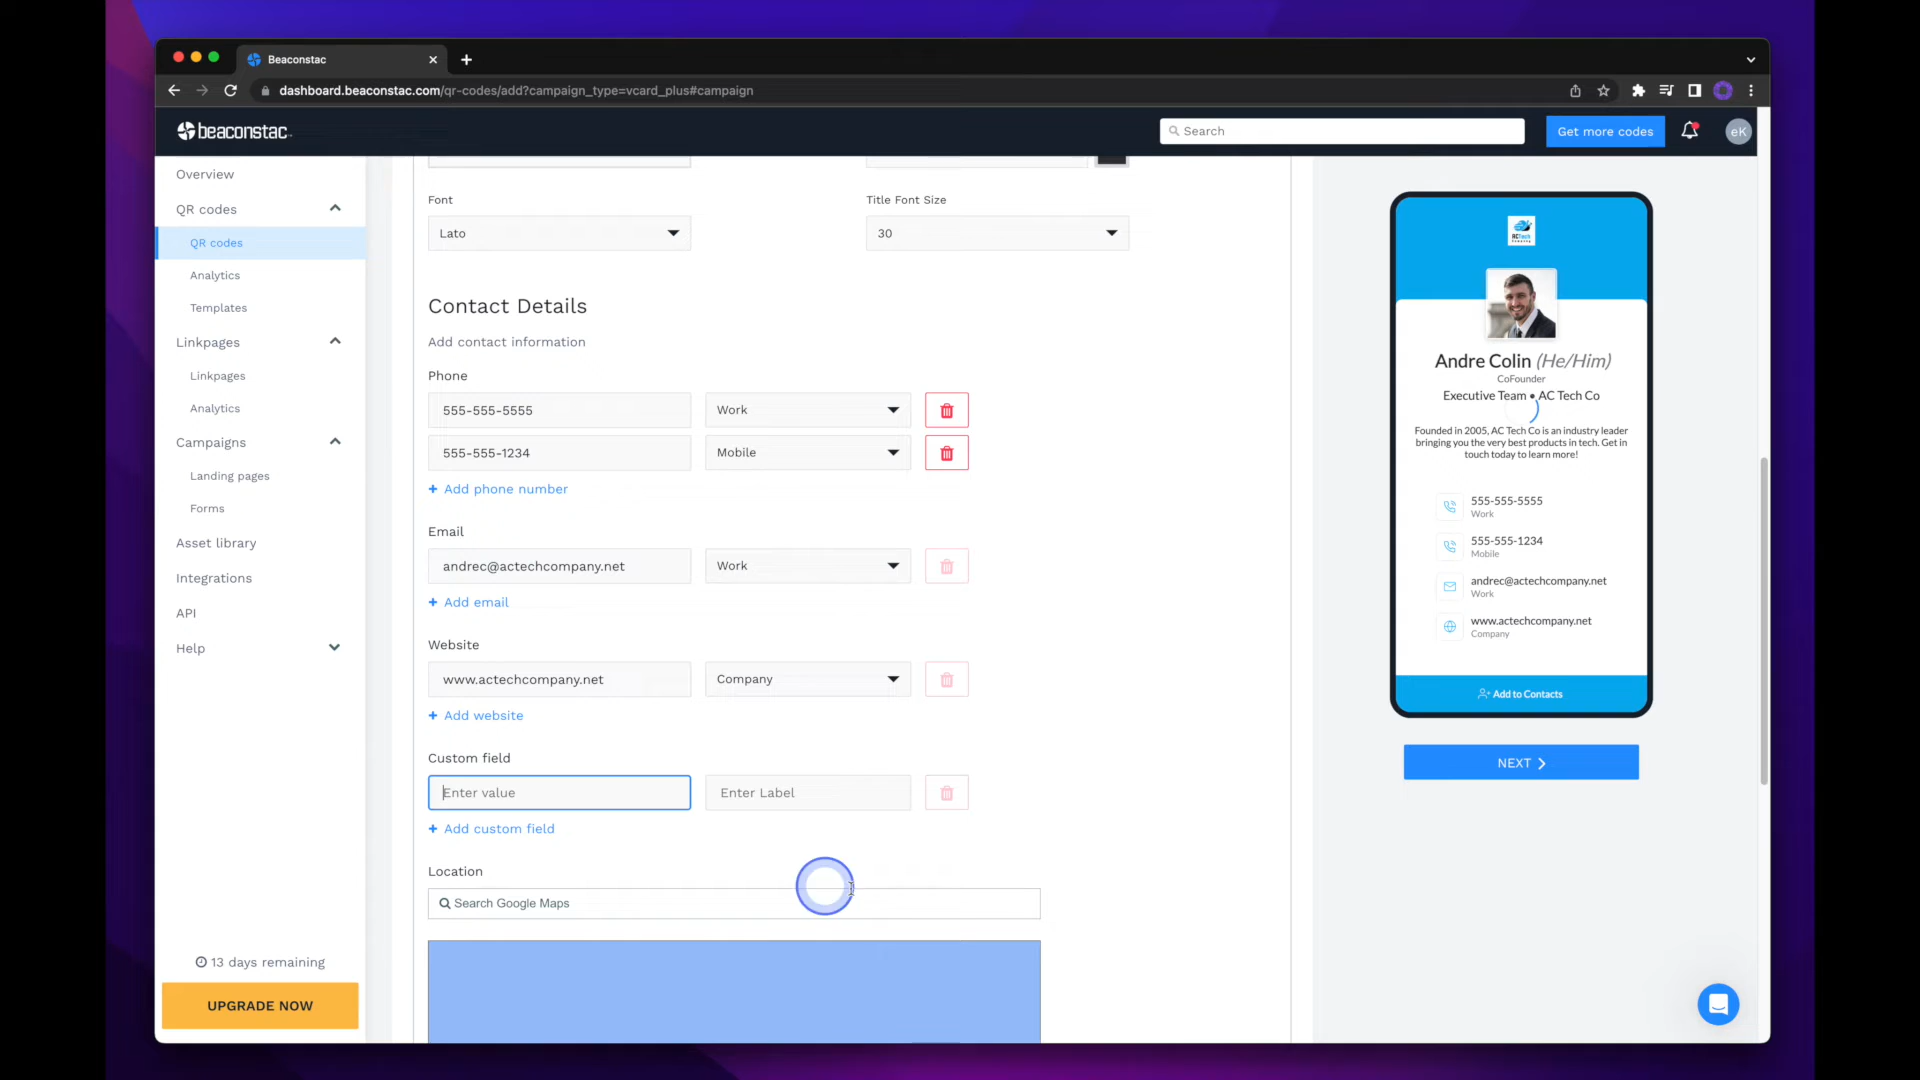 Beaconstac
dashboard.beaconstac.com/qr-codes/add?campaign_type=vcard_plus#campaign
beaconstac
Search
Get more codes
eK
Overview
QR codes
QR codes
Analytics
Templates
Linkpages
Linkpages
Analytics
Campaigns
Landing pages
Forms
Asset library
Integrations
API
Help
13 days remaining
UPGRADE NOW
Font
Title Font Size
Lato
30
Contact Details
Add contact information
Phone
555-555-5555
Work
555-555-1234
Mobile
+ Add phone number
Email
andrec@actechcompany.net
Work
+ Add email
Website
www.actechcompany.net
Company
+ Add website
Custom field
Enter value
Enter Label
+ Add custom field
Location
Search Google Maps
ACTech
Company
Andre Colin (He/Him)
CoFounder
Executive Team • AC Tech Co
Founded in 2005, AC Tech Co is an industry leader
bringing you the very best products in tech. Get in
touch today to learn more!
555-555-5555
Work
555-555-1234
Mobile
andrec@actechcompany.net
Work
www.actechcompany.net
Company
Add to Contacts
NEXT